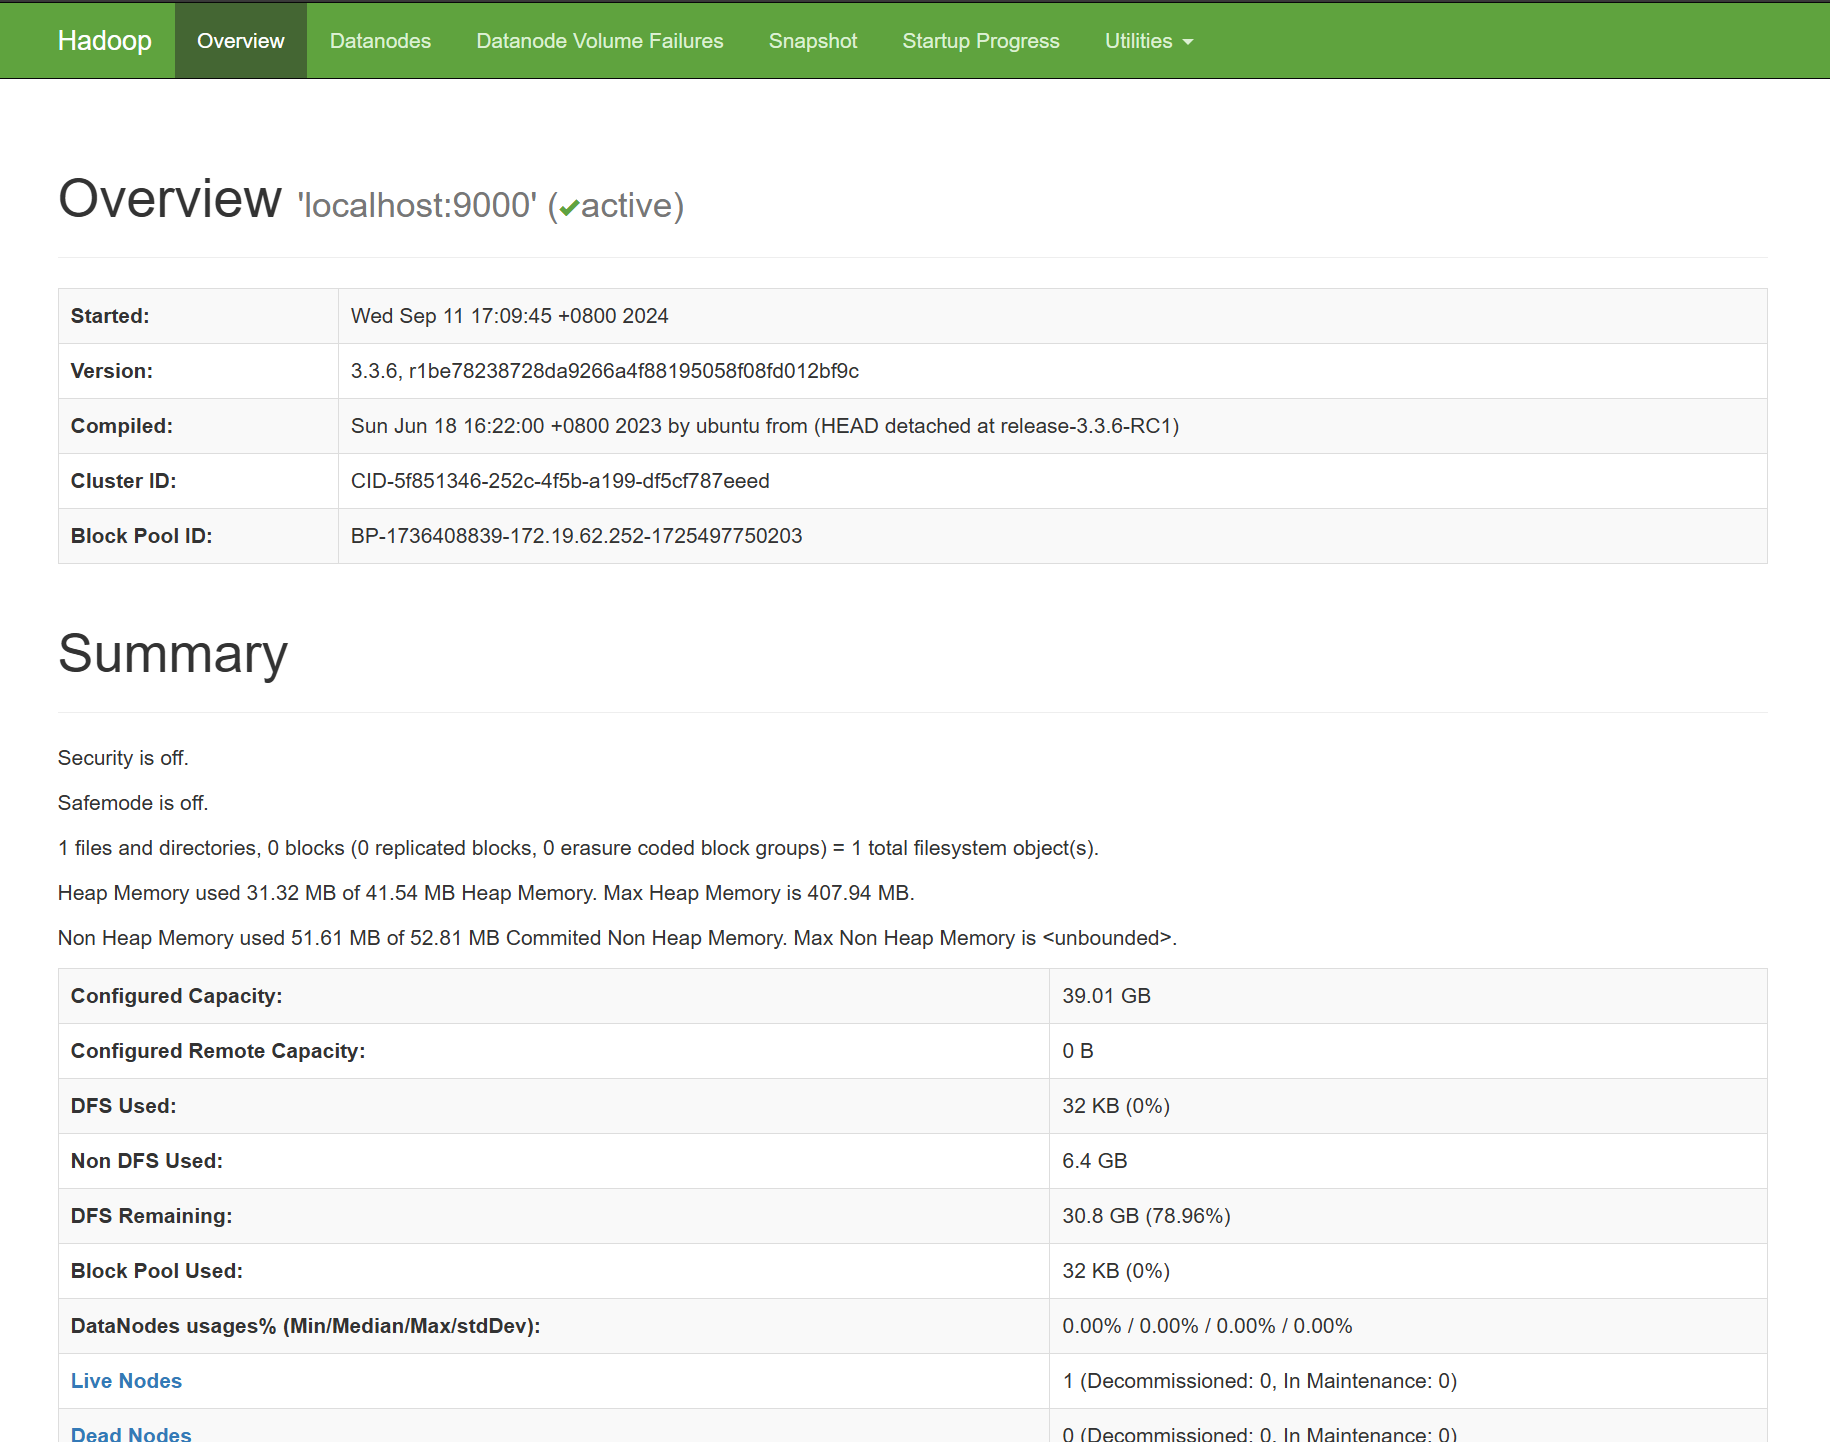 Hadoop Overview Datanodes Datanode Volume Failures Snapshot Startup Progress Utilities
Overview 'localhost:9000' (✔active)
Started: Wed Sep 11 17:09:45 +0800 2024
Version: 3.3.6, r1be78238728da9266a4f88195058f08fd012bf9c
Compiled: Sun Jun 18 16:22:00 +0800 2023 by ubuntu from (HEAD detached at release-3.3.6-RC1)
Cluster ID: CID-5f851346-252c-4f5b-a199-df5cf787eeed
Block Pool ID: BP-1736408839-172.19.62.252-1725497750203
Summary
Security is off.
Safemode is off.
1 files and directories, 0 blocks (0 replicated blocks, 0 erasure coded block groups) = 1 total filesystem object(s).
Heap Memory used 31.32 MB of 41.54 MB Heap Memory. Max Heap Memory is 407.94 MB.
Non Heap Memory used 51.61 MB of 52.81 MB Commited Non Heap Memory. Max Non Heap Memory is <unbounded>.
Configured Capacity: 39.01 GB
Configured Remote Capacity: 0 B
DFS Used: 32 KB (0%)
Non DFS Used: 6.4 GB
DFS Remaining: 30.8 GB (78.96%)
Block Pool Used: 32 KB (0%)
DataNodes usages% (Min/Median/Max/stdDev): 0.00% / 0.00% / 0.00% / 0.00%
Live Nodes 1 (Decommissioned: 0, In Maintenance: 0)
Dead Nodes 0 (Decommissioned: 0, In Maintenance: 0)